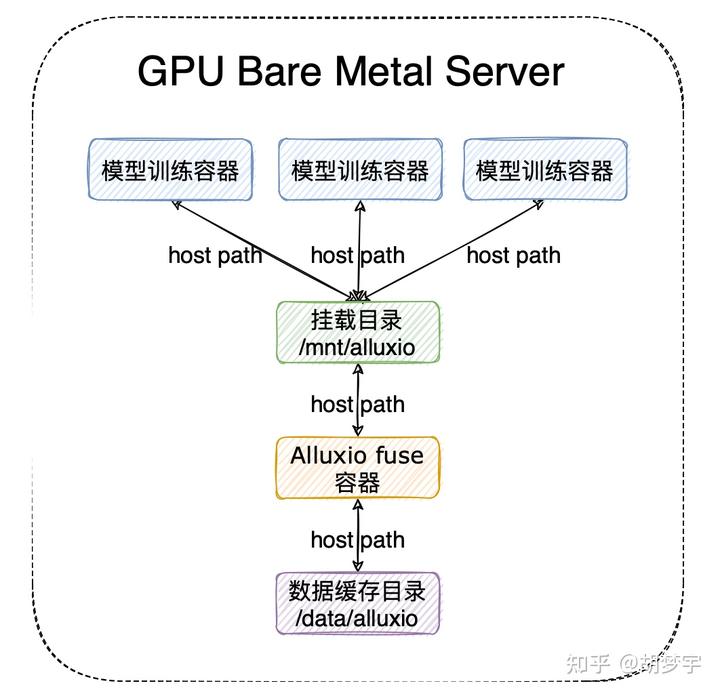 GPU Bare Metal Server
模型训练容器 模型训练容器 模型训练容器
host path host path host path
挂载目录
/mnt/alluxio
host path
Alluxio fuse
容器
host path
数据缓存目录
/data/alluxio
知乎 @胡梦宇